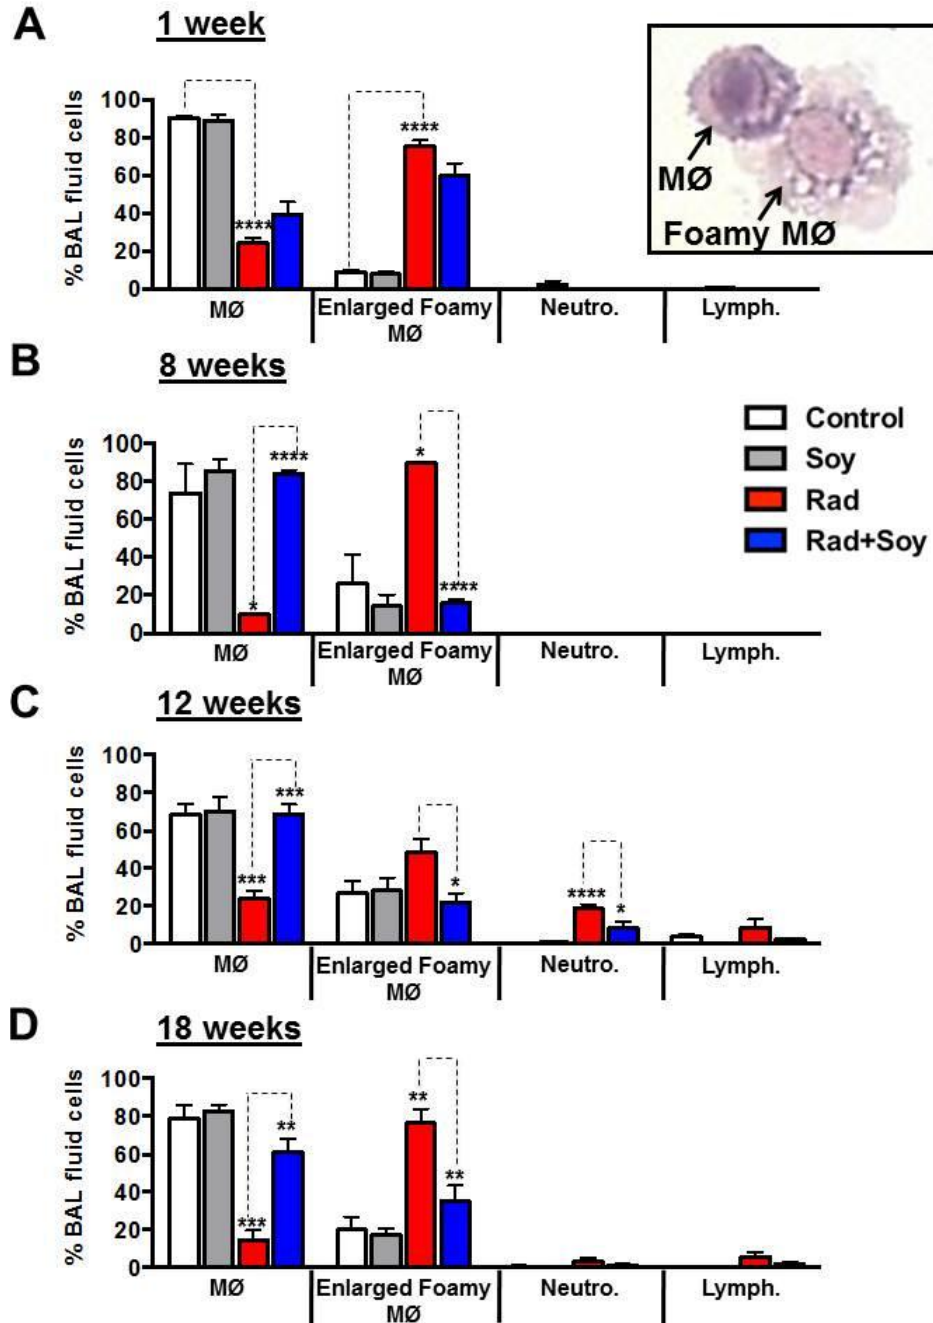 A
1 week
% BAL fluid cells
100
80
60
40
20
0
****
****
MØ
Enlarged Foamy
MØ
Neutro.
Lymph.
MØ
Foamy MØ
B
8 weeks
% BAL fluid cells
100
80
60
40
20
0
*
****
*
****
MØ
Enlarged Foamy
MØ
Neutro.
Lymph.
Control
Soy
Rad
Rad+Soy
C
12 weeks
% BAL fluid cells
100
80
60
40
20
0
***
***
*
****
*
MØ
Enlarged Foamy
MØ
Neutro.
Lymph.
D
18 weeks
% BAL fluid cells
100
80
60
40
20
0
***
**
**
**
MØ
Enlarged Foamy
MØ
Neutro.
Lymph.